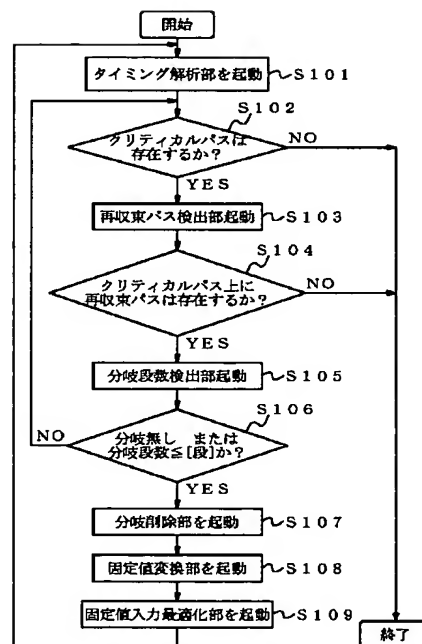 開始
タイミング解析部を起動
S101
S102
クリティカルパスは
存在するか？
NO
YES
再収束パス検出部起動
S103
S104
クリティカルパス上に
再収束パスは存在するか？
NO
YES
分岐段数検出部起動
S105
S106
NO
分岐無し または
分岐段数≦[段]か？
YES
分岐削除部を起動
S107
固定値変換部を起動
S108
固定値入力最適化部を起動
S109
終了